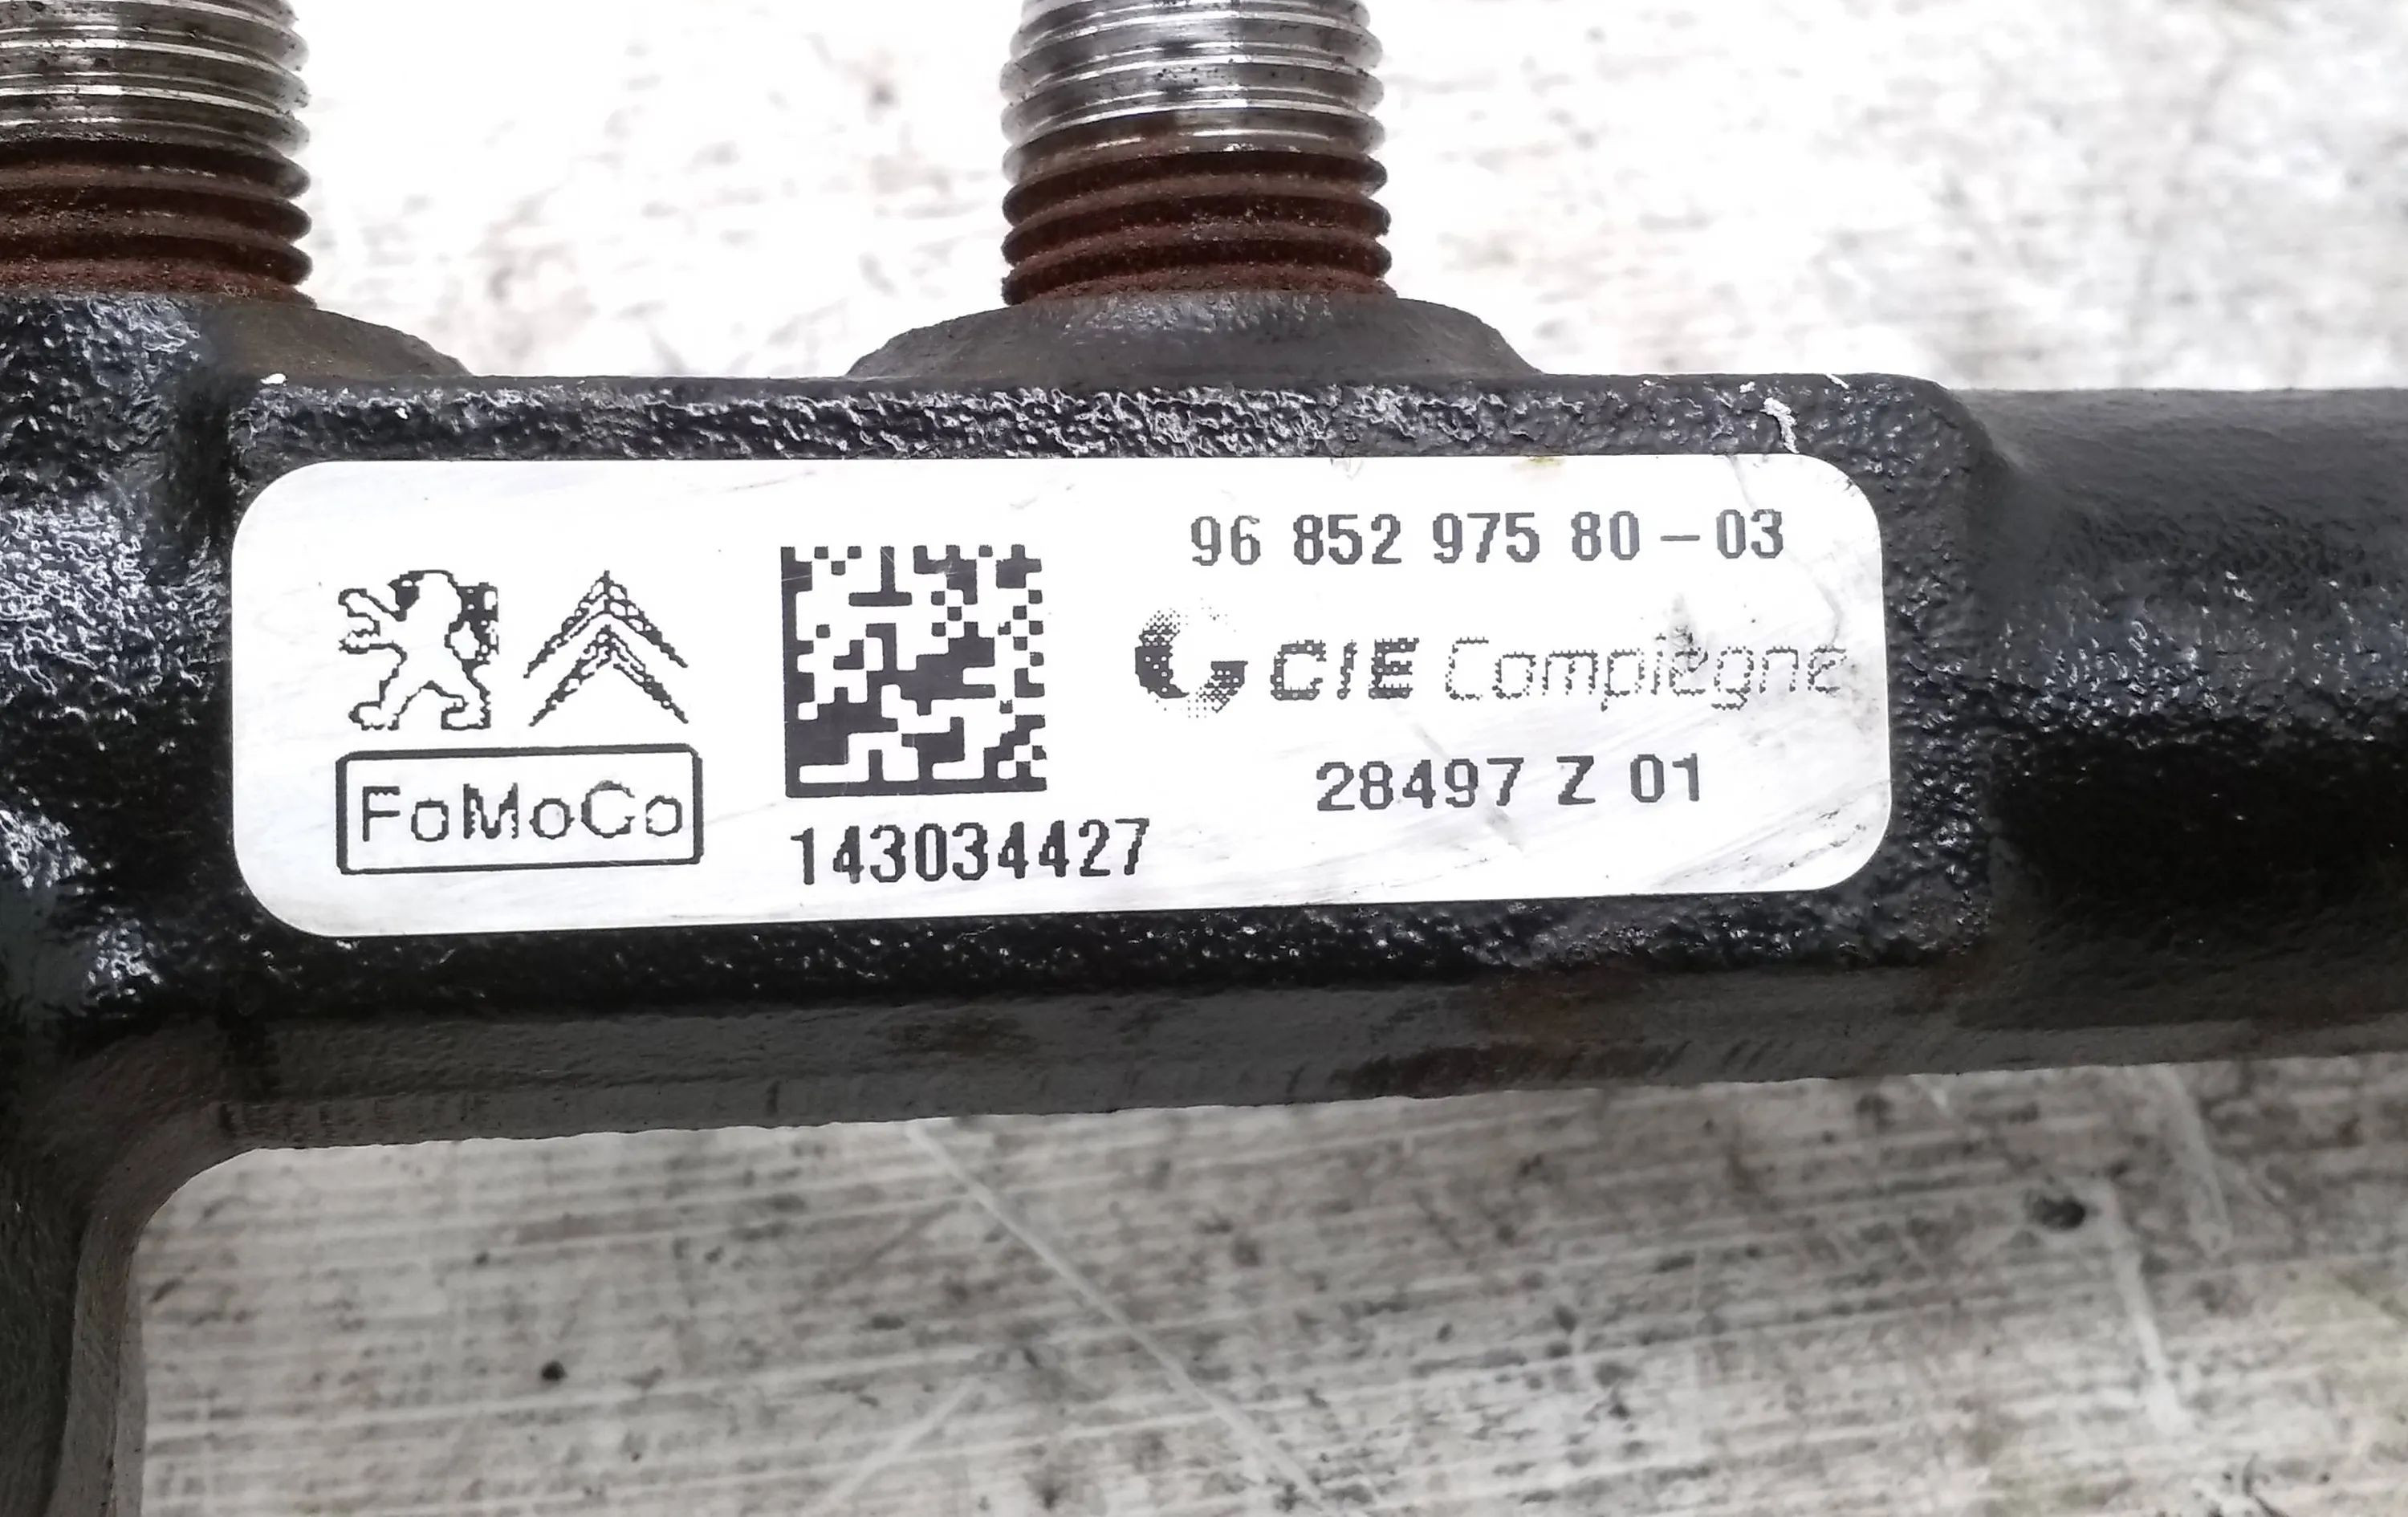 96 852 975 80-03
CIE Compiègne
28497 Z 01
FoMoCo
143034427